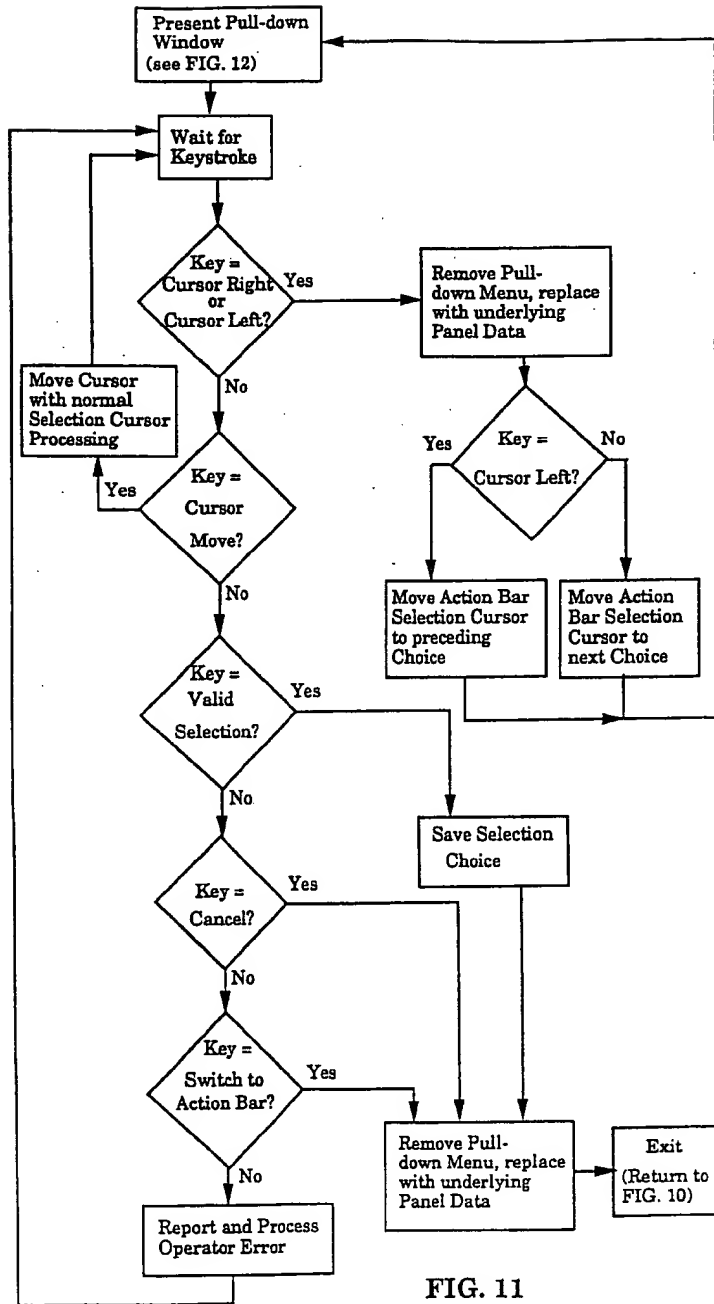 Present Pull-down
Window
(see FIG. 12)
Wait for
Keystroke
Key =
Cursor Right
or
Cursor Left?
Yes
No
Remove Pull-
down Menu, replace
with underlying
Panel Data
Move Cursor
with normal
Selection Cursor
Processing
Yes
Key =
Cursor
Move?
No
Yes
Key =
Cursor Left?
No
Move Action Bar
Selection Cursor
to preceding
Choice
Move Action
Bar Selection
Cursor to
next Choice
Key =
Valid
Selection?
Yes
No
Save Selection
Choice
Key =
Cancel?
Yes
No
Key =
Switch to
Action Bar?
Yes
No
Remove Pull-
down Menu, replace
with underlying
Panel Data
Exit
(Return to
FIG. 10)
Report and Process
Operator Error
FIG. 11